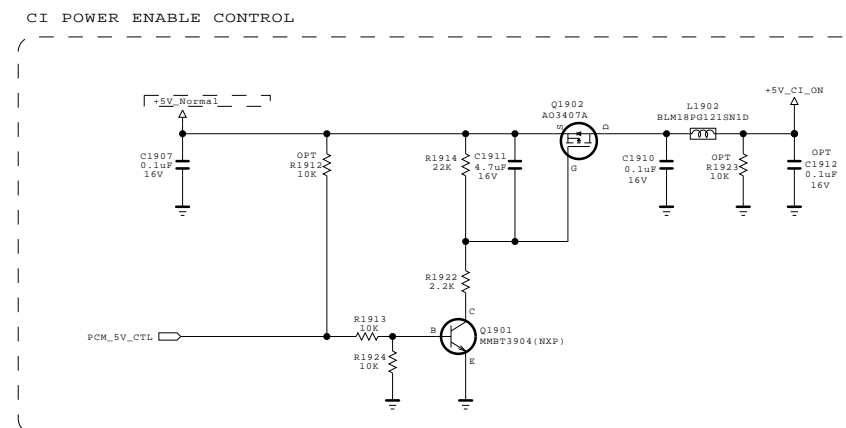 CI POWER ENABLE CONTROL
+5V_Normal
+5V_CI_ON
Q1902
AO3407A
L1902
BLM18PG121SN1D
S
D
G
C1907
0.1uF
16V
OPT
R1912
10K
R1914
22K
C1911
4.7uF
16V
C1910
0.1uF
16V
OPT
R1923
10K
OPT
C1912
0.1uF
16V
R1922
2.2K
PCM_5V_CTL
R1913
10K
R1924
10K
B
C
E
Q1901
MMBT3904(NXP)